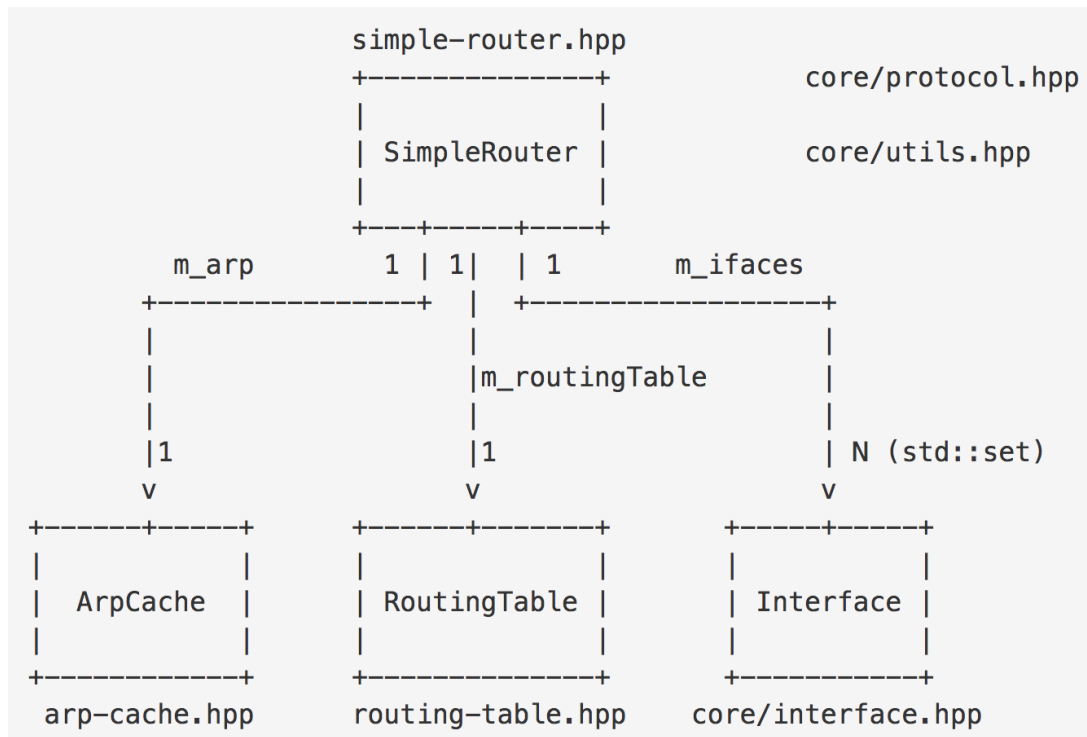 simple-router.hpp
+--------------+            core/protocol.hpp
|              |
| SimpleRouter |            core/utils.hpp
|              |
+---+-----+----+
m_arp        1 | 1|  | 1       m_ifaces
+-----------------+  |  +-------------------+
|                    |                      |
|                    |m_routingTable        |
|                    |                      |
|1                   |1                     | N (std::set)
v                    v                      v
+-------+-----+      +-------+-------+      +------+-----+
|             |      |               |      |            |
|  ArpCache   |      | RoutingTable  |      | Interface  |
|             |      |               |      |            |
+-------------+      +---------------+      +------------+
arp-cache.hpp      routing-table.hpp    core/interface.hpp